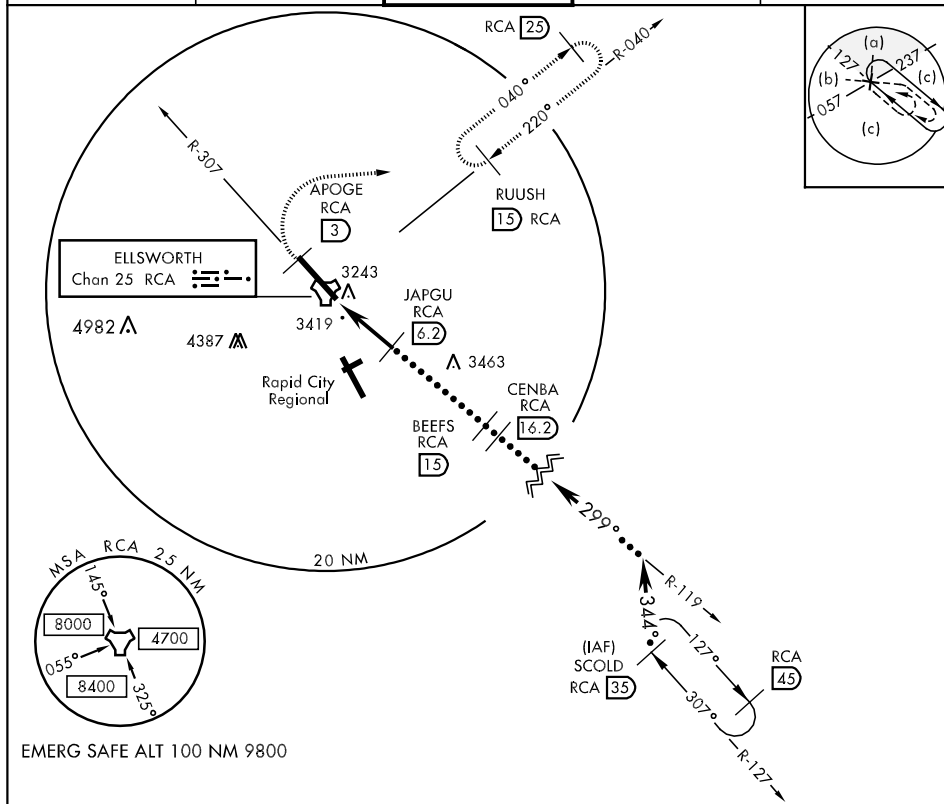 RCA 25
R-040
040°
220°
RUUSH
15 RCA
(a)
127
237
(b)
(c)
057
(c)
R-307
APOGE
RCA
3
ELLSWORTH
Chan 25 RCA
3243
3419
4982
4387
JAPGU
RCA
6.2
3463
Rapid City
Regional
CENBA
RCA
16.2
BEEFS
RCA
15
299°
20 NM
R-119
344°
127°
(IAF)
SCOLD
RCA 35
RCA
45
307°
R-127
MSA RCA 25 NM
145°
8000
4700
055°
8400
325°
EMERG SAFE ALT 100 NM 9800